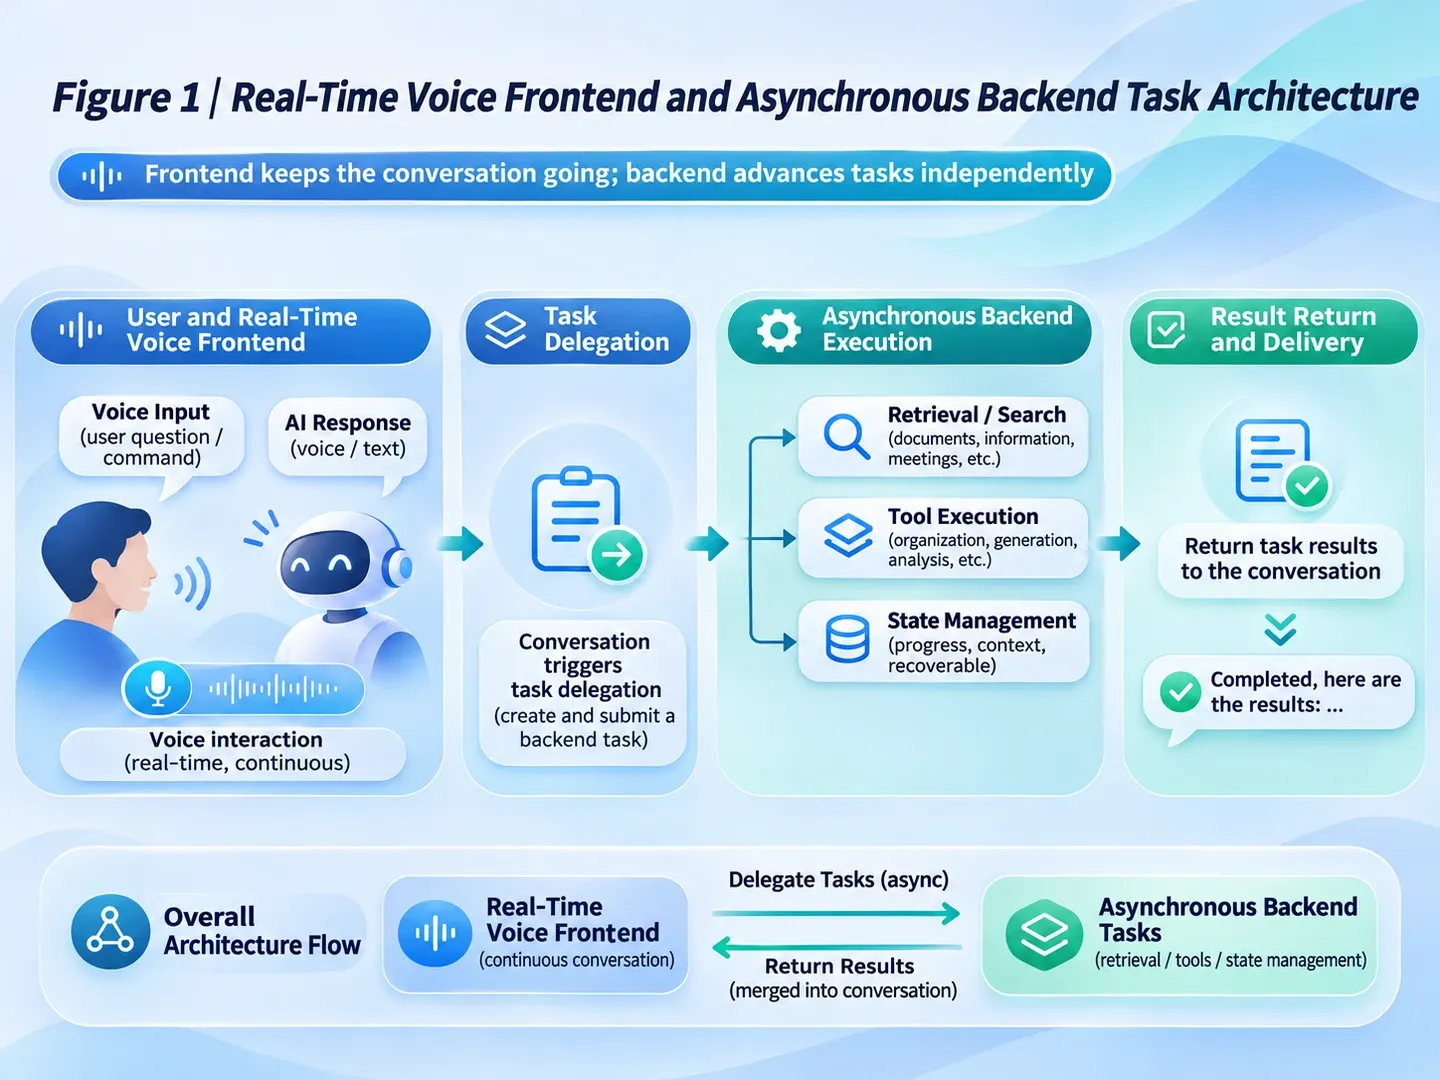 Figure 1 | Real-Time Voice Frontend and Asynchronous Backend Task Architecture
Frontend keeps the conversation going; backend advances tasks independently
User and Real-Time
Voice Frontend
Voice Input
(user question /
command)
AI Response
(voice / text)
Voice interaction
(real-time, continuous)
Task
Delegation
Conversation
triggers
task delegation
(create and submit a
backend task)
Asynchronous Backend
Execution
Retrieval / Search
(documents, information,
meetings, etc.)
Tool Execution
(organization, generation,
analysis, etc.)
State Management
(progress, context,
recoverable)
Result Return
and Delivery
Return task results
to the conversation
Completed, here are
the results: ...
Overall
Architecture Flow
Real-Time
Voice Frontend
(continuous conversation)
Delegate Tasks (async)
Return Results
(merged into conversation)
Asynchronous Backend
Tasks
(retrieval / tools / state management)